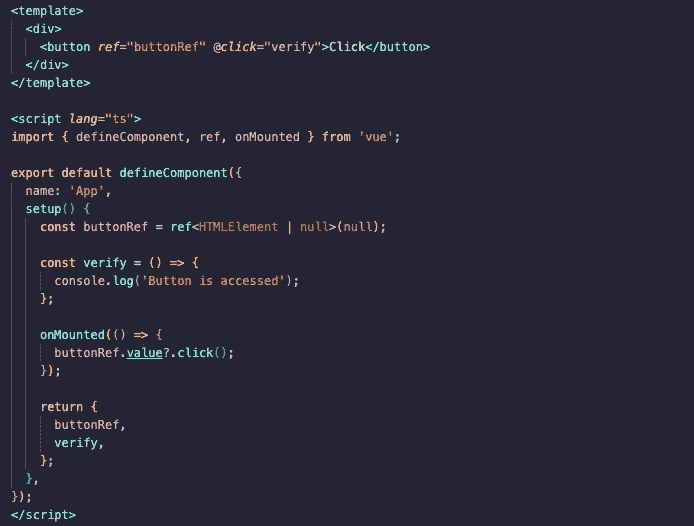 <template>
  <div>
    <button ref="buttonRef" @click="verify">Click</button>
  </div>
</template>

<script lang="ts">
import { defineComponent, ref, onMounted } from 'vue';

export default defineComponent({
  name: 'App',
  setup() {
    const buttonRef = ref<HTMLElement | null>(null);

    const verify = () => {
      console.log('Button is accessed');
    };

    onMounted(() => {
      buttonRef.value?.click();
    });

    return {
      buttonRef,
      verify,
    };
  },
});
</script>